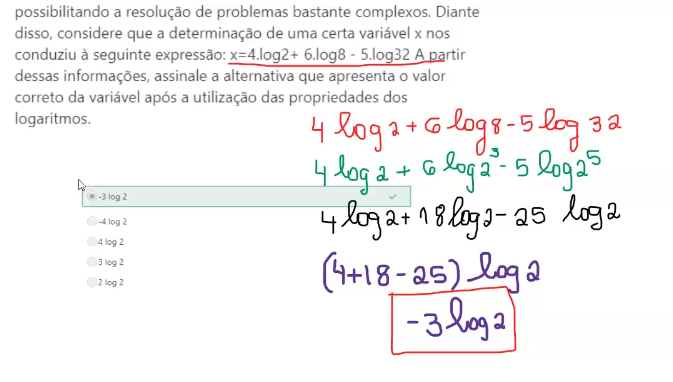 possibilitando a resolução de problemas bastante complexos. Diante
disso, considere que a determinação de uma certa variável x nos
conduziu à seguinte expressão: x=4.log2+ 6.log8 - 5.log32 A partir
dessas informações, assinale a alternativa que apresenta o valor
correto da variável após a utilização das propriedades dos
logaritmos.
4 log 2 + 6 log 8 - 5 log 32
4 log 2 + 6 log 2³ - 5 log 2⁵
-3 log 2
4 log 2 + 18 log 2 - 25 log 2
-4 log 2
4 log 2
3 log 2
2 log 2
(4+18-25) log 2
-3 log 2